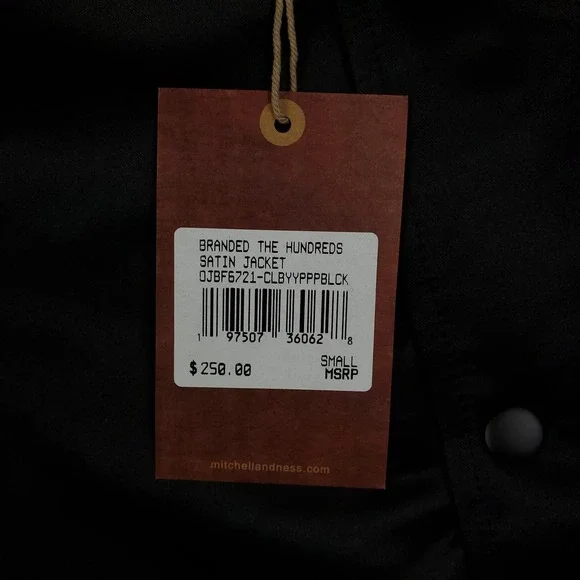 BRANDED THE HUNDREDS
SATIN JACKET
OJBF6721-CLBYYPPPBLCK
1 97507 36062 8
$250.00 SMALL
MSRP
mitchellandness.com